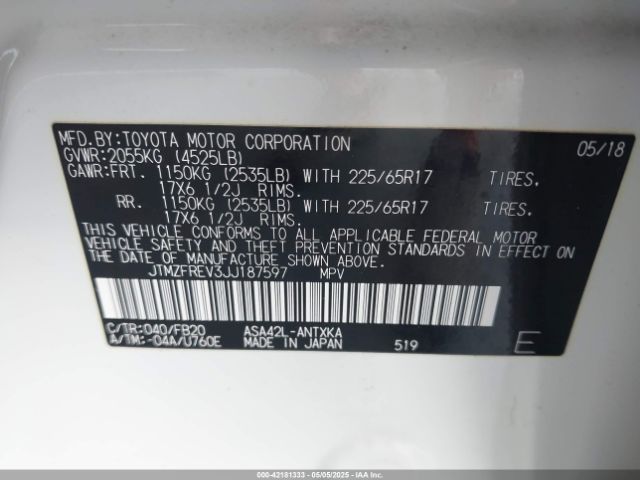 MFD.BY:TOYOTA MOTOR CORPORATION 05/18
GVWR:2055KG (4525LB)
GAWR:FRT. 1150KG (2535LB) WITH 225/65R17 TIRES,
17X6 1/2J RIMS.
RR. 1150KG (2535LB) WITH 225/65R17 TIRES,
17X6 1/2J RIMS.
THIS VEHICLE CONFORMS TO ALL APPLICABLE FEDERAL MOTOR
VEHICLE SAFETY AND THEFT PREVENTION STANDARDS IN EFFECT ON
THE DATE OF MANUFACTURE SHOWN ABOVE.
JTMZFREV3JJ187597 MPV
C/TR:040/FB20 ASA42L-ANTXKA
A/TM:-04A/U760E MADE IN JAPAN 519 E
000-42181333 - 05/05/2025 - IAAI.com